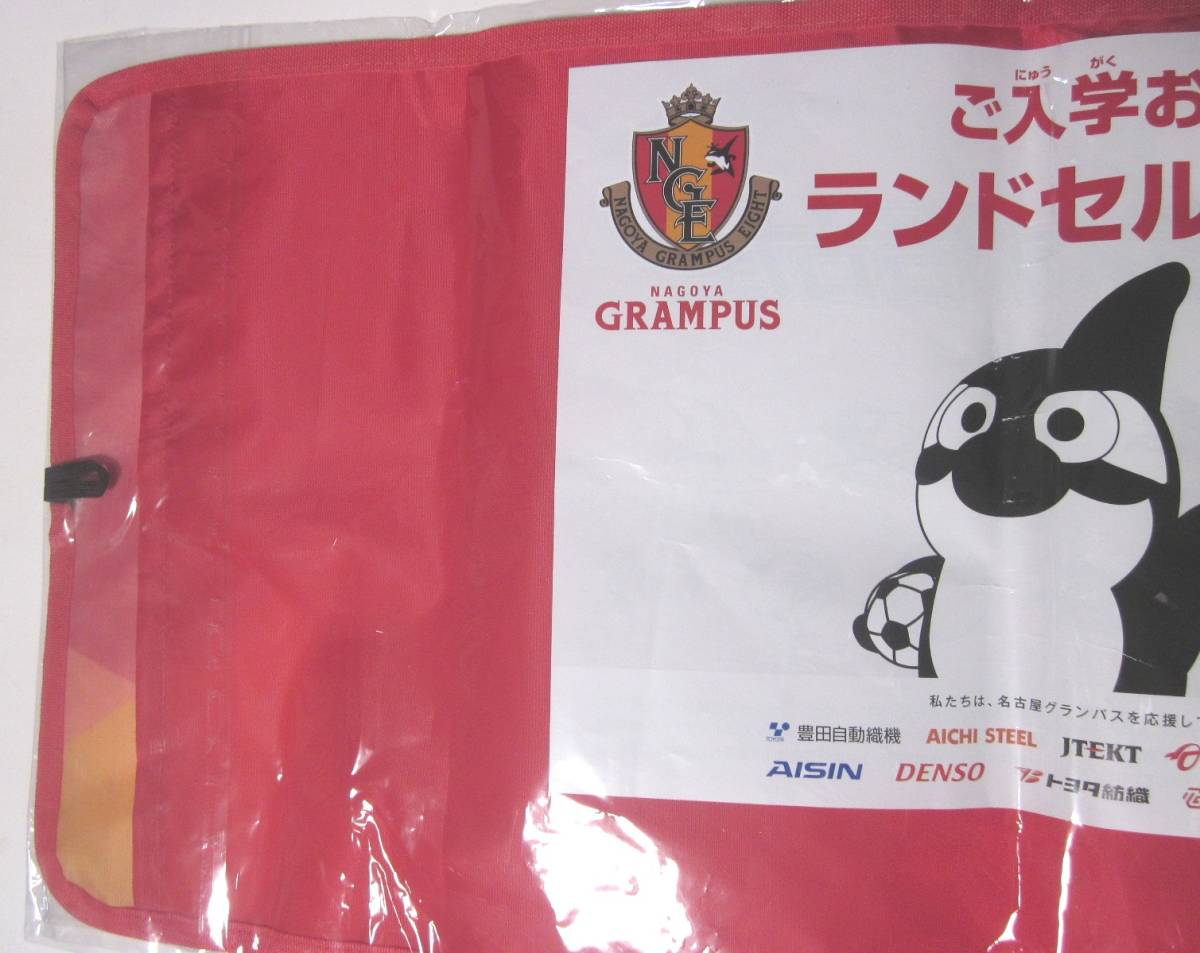 NGE
NAGOYA GRAMPUS EIGHT
NAGOYA
GRAMPUS
にゅう がく
ご入学お
ランドセル
私たちは、名古屋グランパスを応援して
TOYOTA 豊田自動織機 AICHI STEEL JTEKT
AISIN DENSO トヨタ紡織